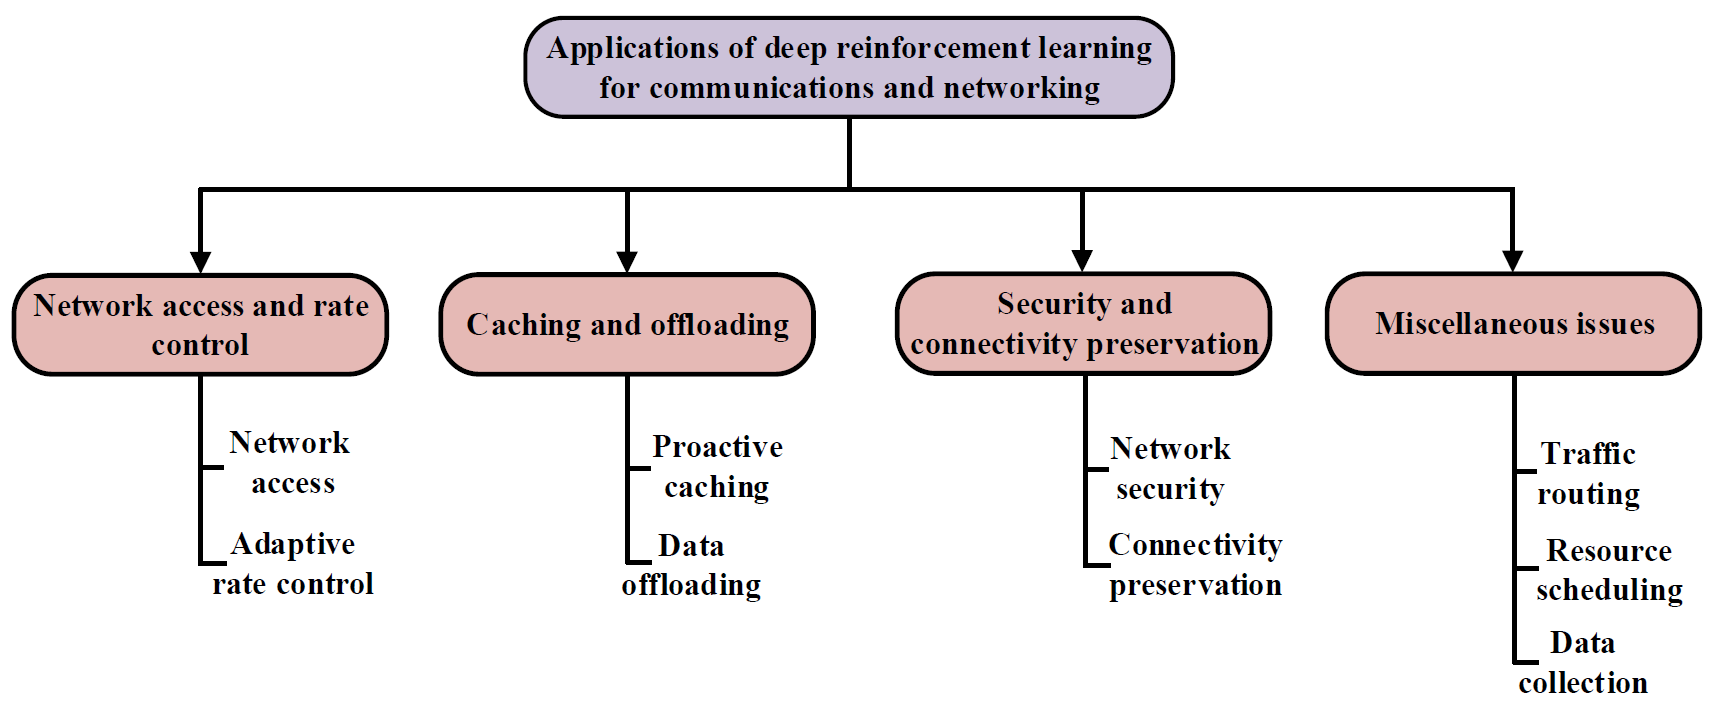 Applications of deep reinforcement learning
for communications and networking
Network access and rate
control
Caching and offloading
Security and
connectivity preservation
Miscellaneous issues
Network
access
Adaptive
rate control
Proactive
caching
Data
offloading
Network
security
Connectivity
preservation
Traffic
routing
Resource
scheduling
Data
collection